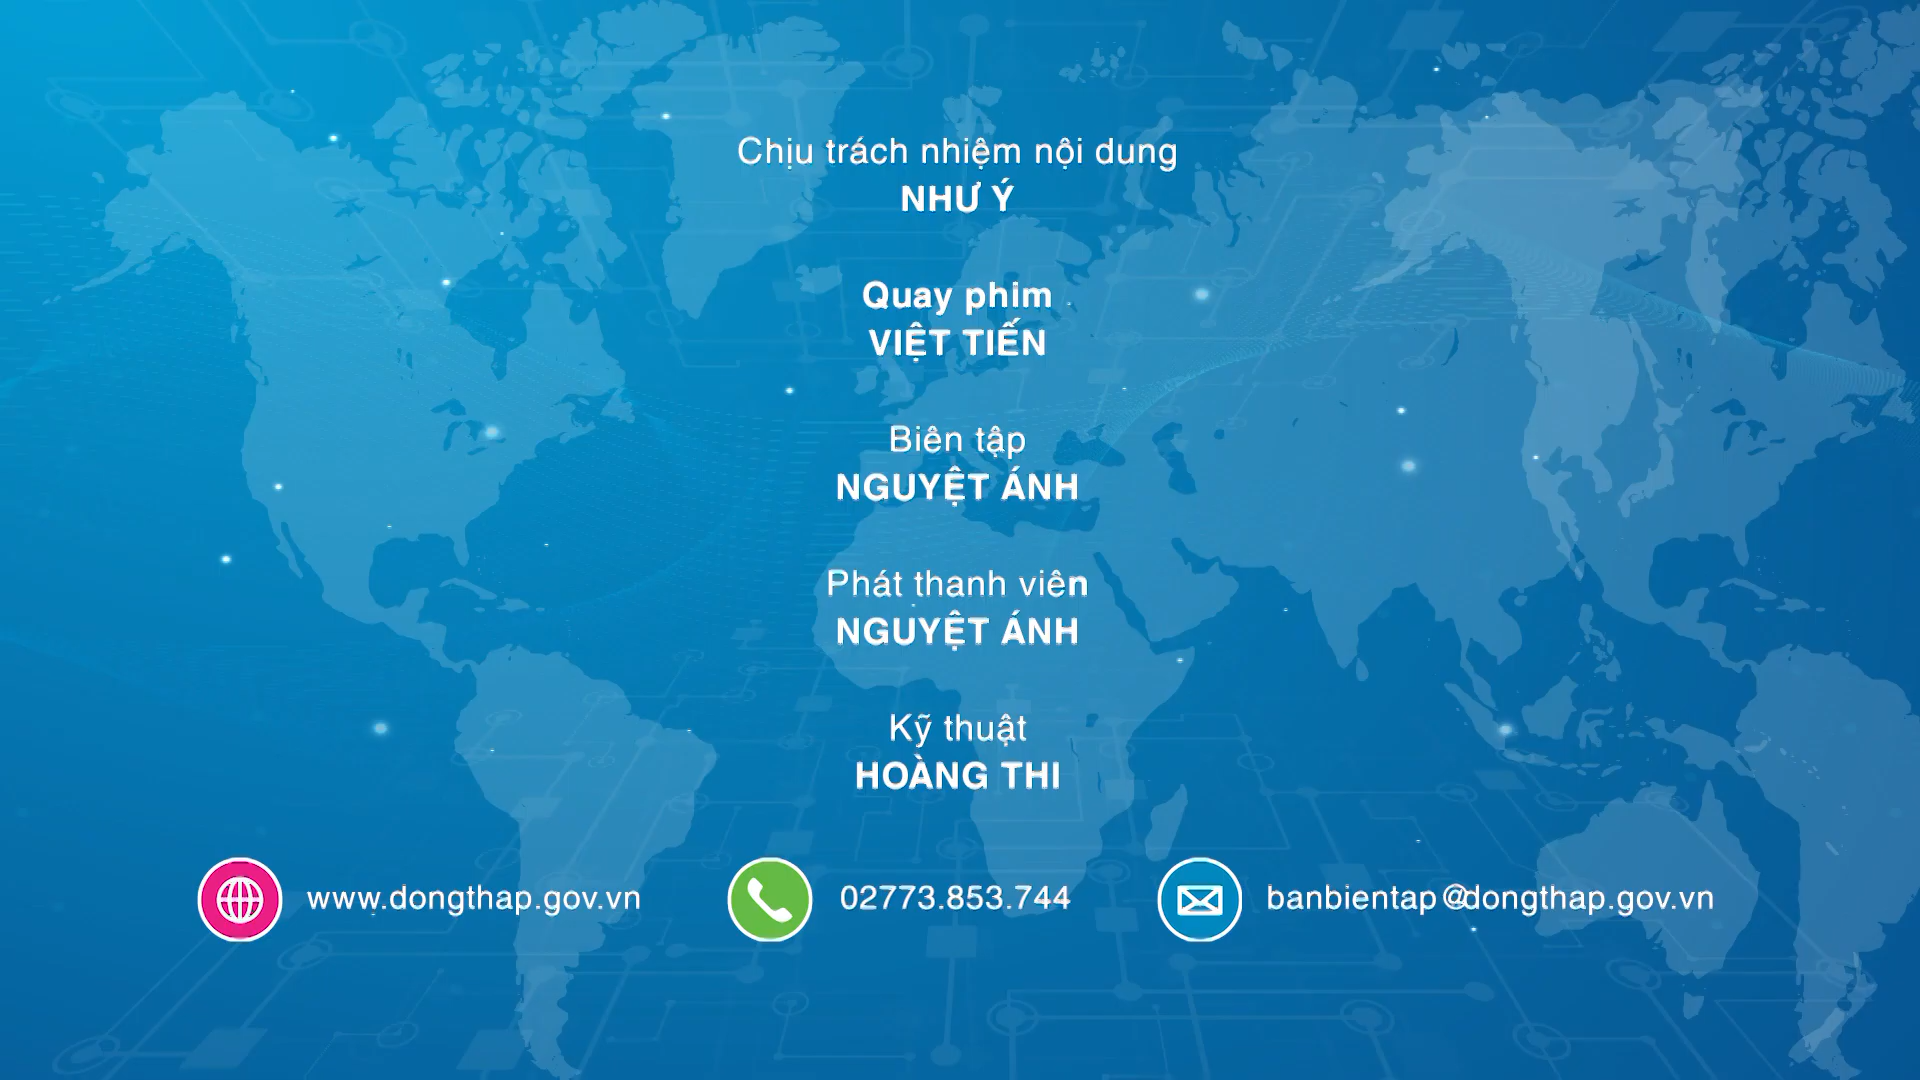 Chịu trách nhiệm nội dung
NHƯ Ý
Quay phim
VIỆT TIẾN
Biên tập
NGUYỆT ÁNH
Phát thanh viên
NGUYỆT ÁNH
Kỹ thuật
HOÀNG THI
www.dongthap.gov.vn
02773.853.744
banbientap@dongthap.gov.vn